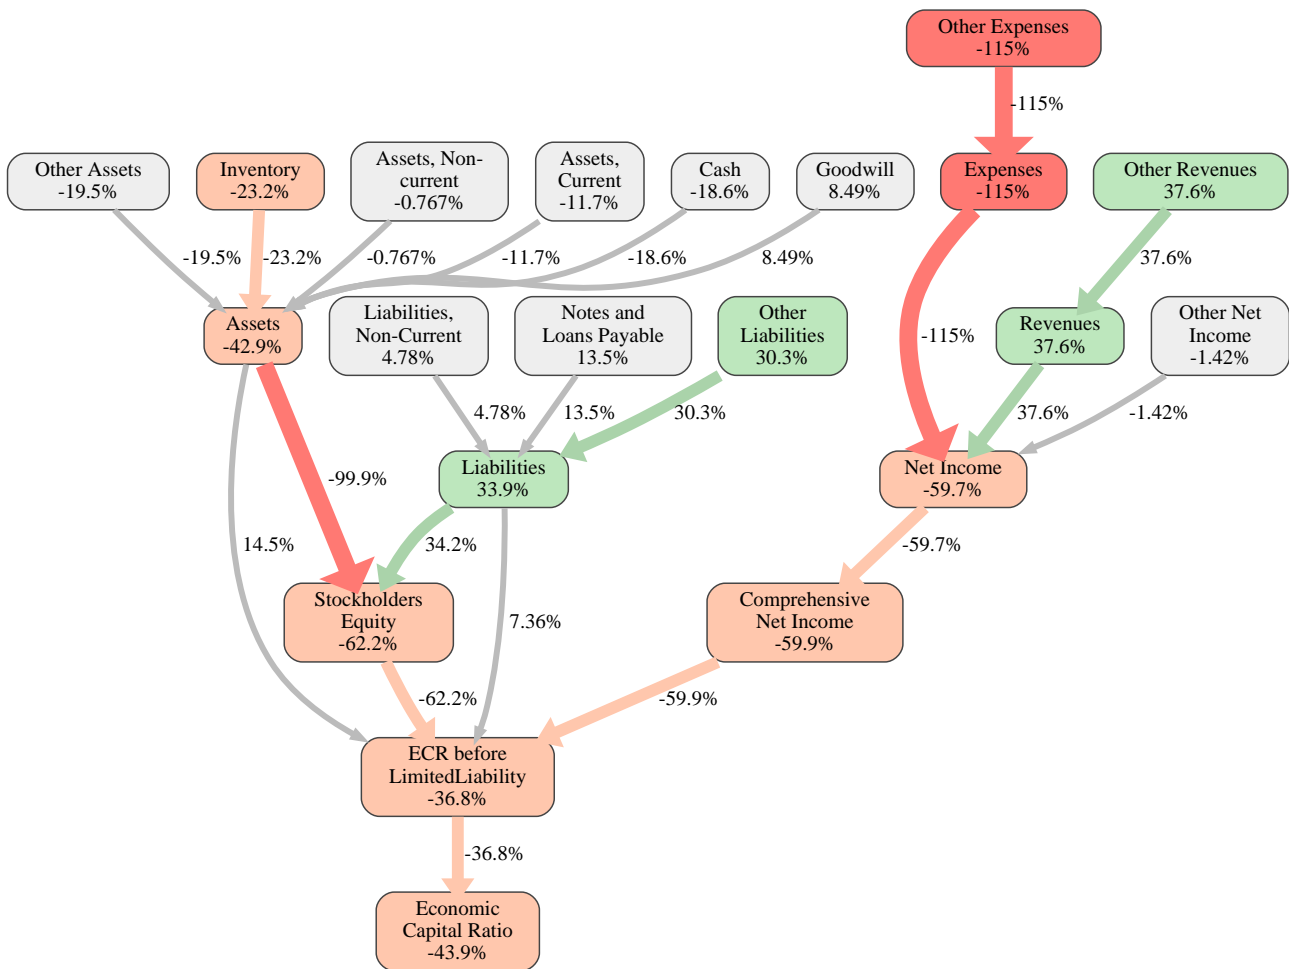 Other Expenses
-115%
-115%
Other Assets
-19.5%
Inventory
-23.2%
Assets, Non-
current
-0.767%
Assets,
Current
-11.7%
Cash
-18.6%
Goodwill
8.49%
Expenses
-115%
Other Revenues
37.6%
-19.5%
-23.2%
-0.767%
-11.7%
-18.6%
8.49%
37.6%
Assets
-42.9%
Liabilities,
Non-Current
4.78%
Notes and
Loans Payable
13.5%
Other
Liabilities
30.3%
-115%
Revenues
37.6%
Other Net
Income
-1.42%
4.78%
13.5%
30.3%
37.6%
-1.42%
-99.9%
Liabilities
33.9%
Net Income
-59.7%
14.5%
34.2%
-59.7%
Stockholders
Equity
-62.2%
7.36%
Comprehensive
Net Income
-59.9%
-62.2%
-59.9%
ECR before
LimitedLiability
-36.8%
-36.8%
Economic
Capital Ratio
-43.9%